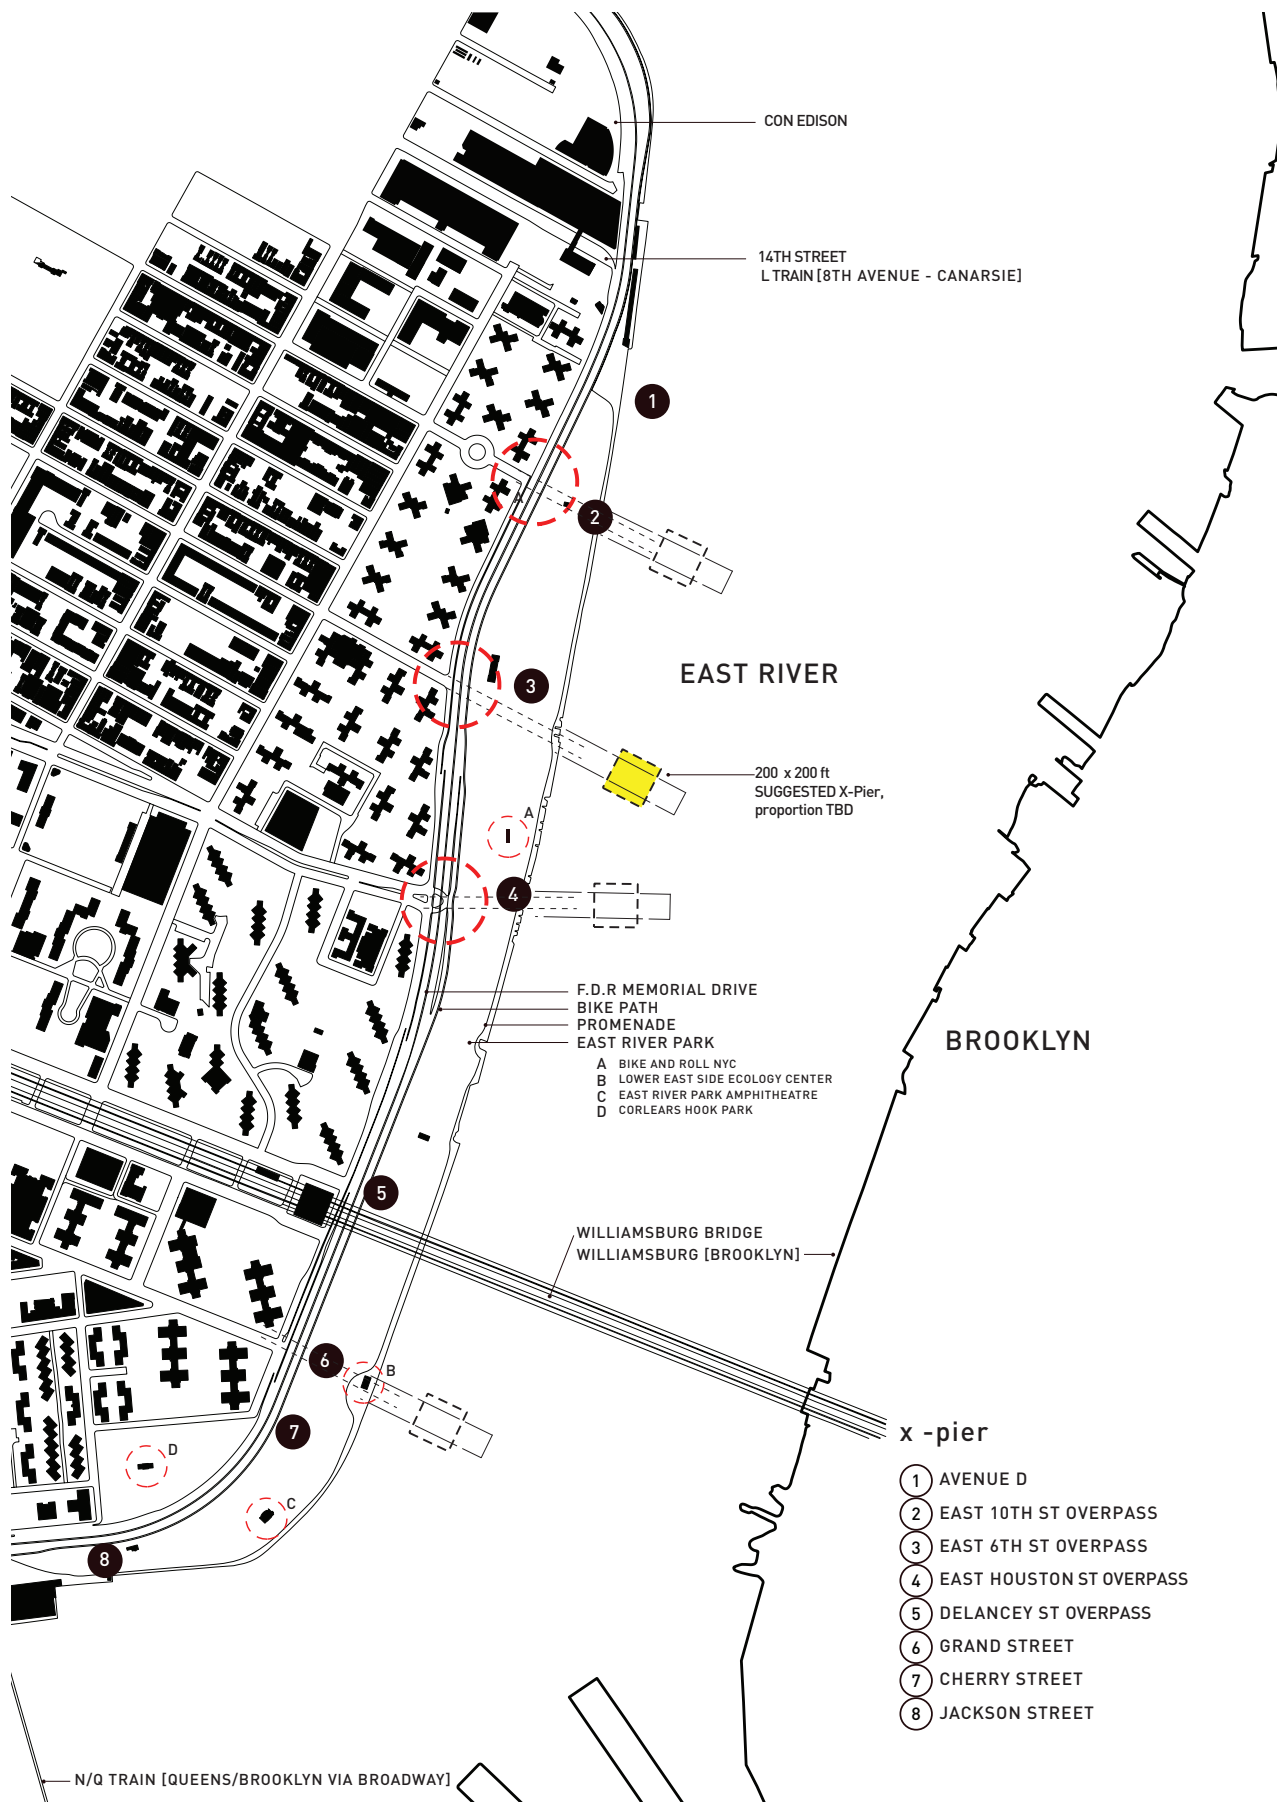 CON EDISON
14TH STREET
L TRAIN [8TH AVENUE - CANARSIE]
1
A
2
EAST RIVER
3
200 x 200 ft
SUGGESTED X-Pier,
proportion TBD
A
4
F.D.R MEMORIAL DRIVE
BIKE PATH
PROMENADE
EAST RIVER PARK
A BIKE AND ROLL NYC
B LOWER EAST SIDE ECOLOGY CENTER
C EAST RIVER PARK AMPHITHEATRE
D CORLEARS HOOK PARK
BROOKLYN
5
WILLIAMSBURG BRIDGE
WILLIAMSBURG [BROOKLYN]
6
B
7
D
C
8
x -pier
1 AVENUE D
2 EAST 10TH ST OVERPASS
3 EAST 6TH ST OVERPASS
4 EAST HOUSTON ST OVERPASS
5 DELANCEY ST OVERPASS
6 GRAND STREET
7 CHERRY STREET
8 JACKSON STREET
N/Q TRAIN [QUEENS/BROOKLYN VIA BROADWAY]